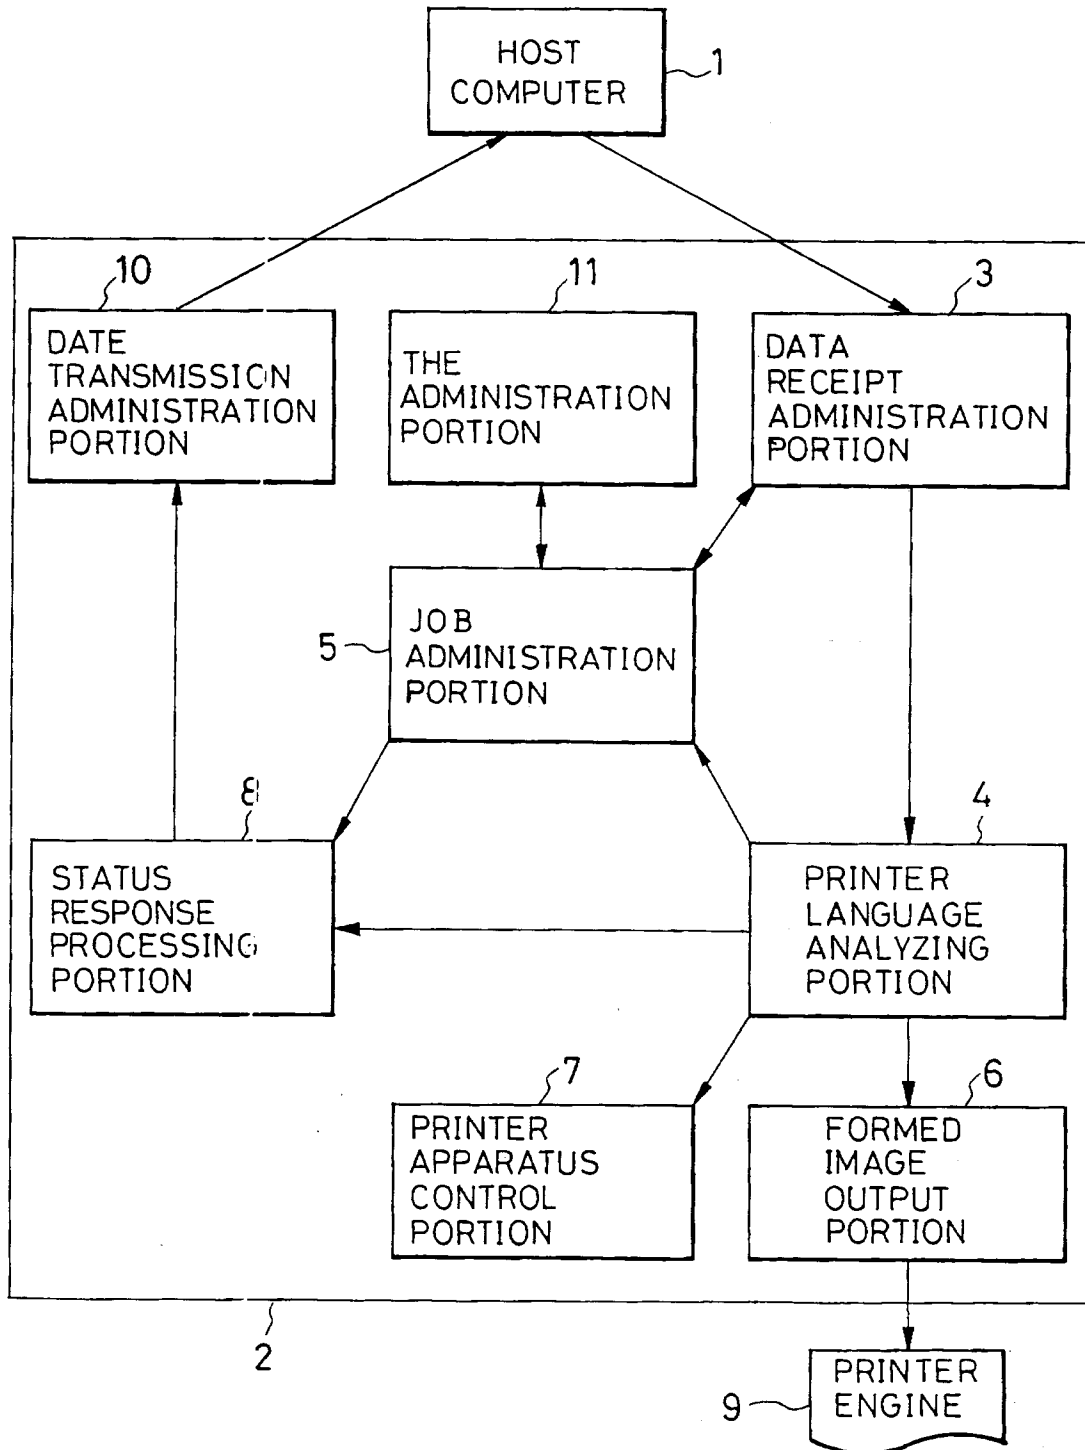 HOST
COMPUTER
1
10
11
3
DATE
TRANSMISSION
ADMINISTRATION
PORTION
THE
ADMINISTRATION
PORTION
DATA
RECEIPT
ADMINISTRATION
PORTION
5
JOB
ADMINISTRATION
PORTION
8
4
STATUS
RESPONSE
PROCESSING
PORTION
PRINTER
LANGUAGE
ANALYZING
PORTION
7
6
PRINTER
APPARATUS
CONTROL
PORTION
FORMED
IMAGE
OUTPUT
PORTION
2
9
PRINTER
ENGINE